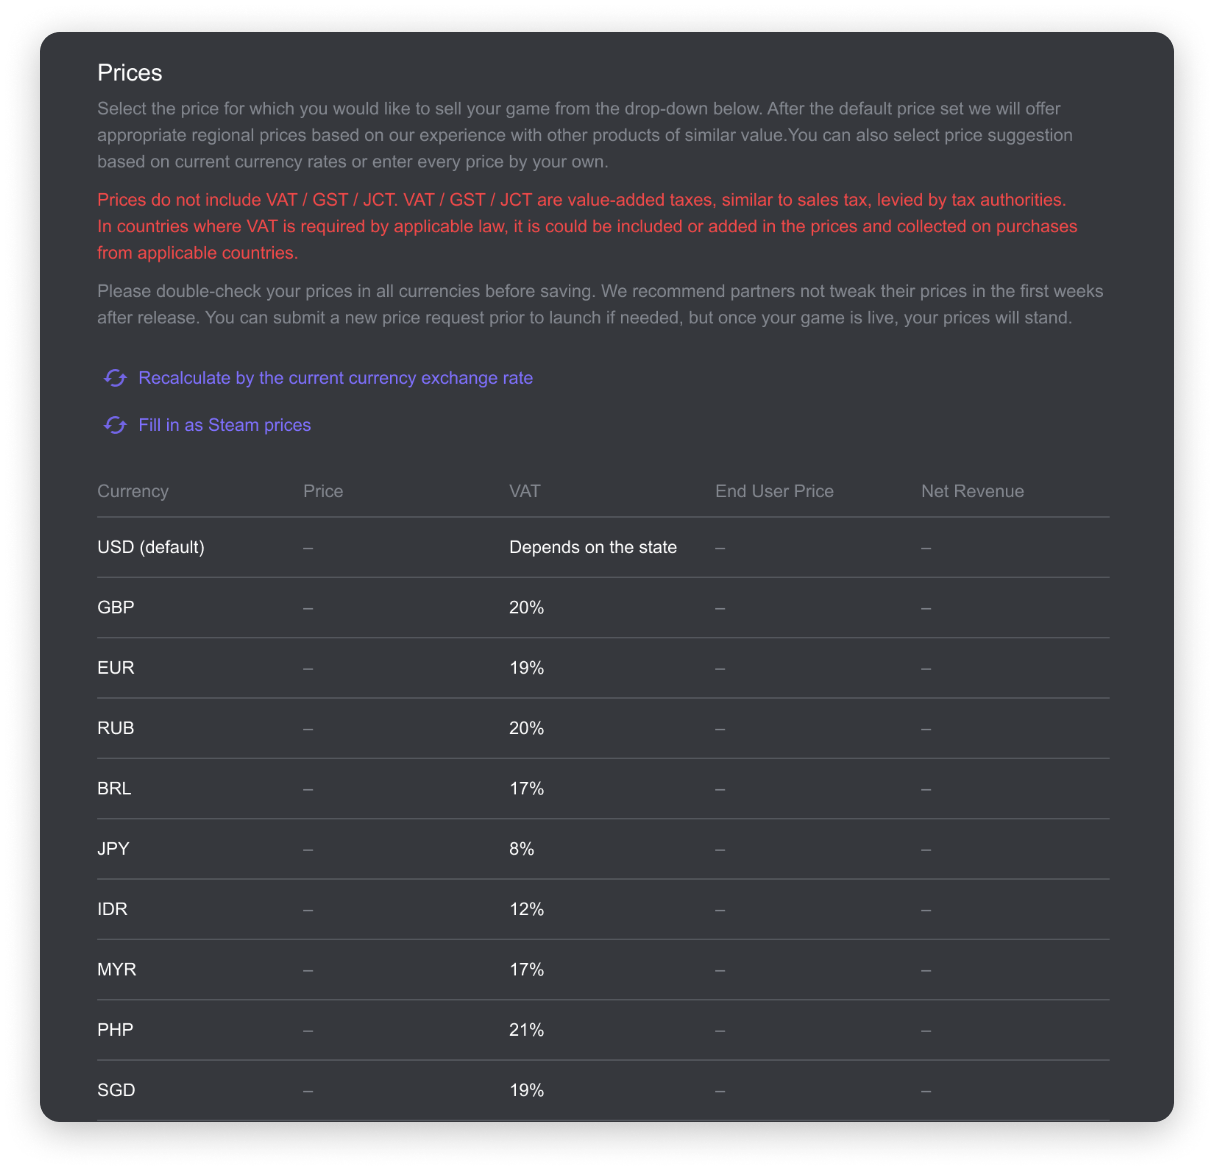 Prices
Select the price for which you would like to sell your game from the drop-down below. After the default price set we will offer
appropriate regional prices based on our experience with other products of similar value.You can also select price suggestion
based on current currency rates or enter every price by your own.
Prices do not include VAT / GST / JCT. VAT / GST / JCT are value-added taxes, similar to sales tax, levied by tax authorities.
In countries where VAT is required by applicable law, it is could be included or added in the prices and collected on purchases
from applicable countries.
Please double-check your prices in all currencies before saving. We recommend partners not tweak their prices in the first weeks
after release. You can submit a new price request prior to launch if needed, but once your game is live, your prices will stand.
Recalculate by the current currency exchange rate
Fill in as Steam prices
Currency Price VAT End User Price Net Revenue
USD (default) – Depends on the state – –
GBP – 20% – –
EUR – 19% – –
RUB – 20% – –
BRL – 17% – –
JPY – 8% – –
IDR – 12% – –
MYR – 17% – –
PHP – 21% – –
SGD – 19% – –